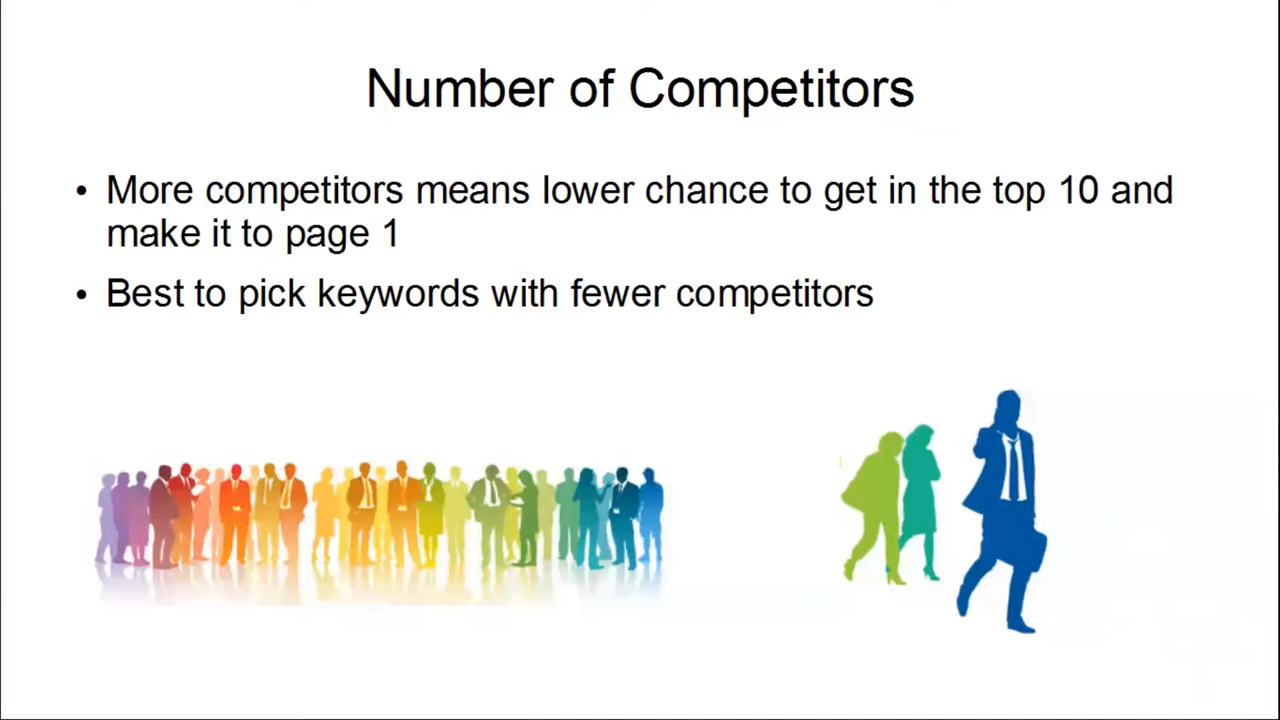 Number of Competitors
• More competitors means lower chance to get in the top 10 and
make it to page 1
• Best to pick keywords with fewer competitors